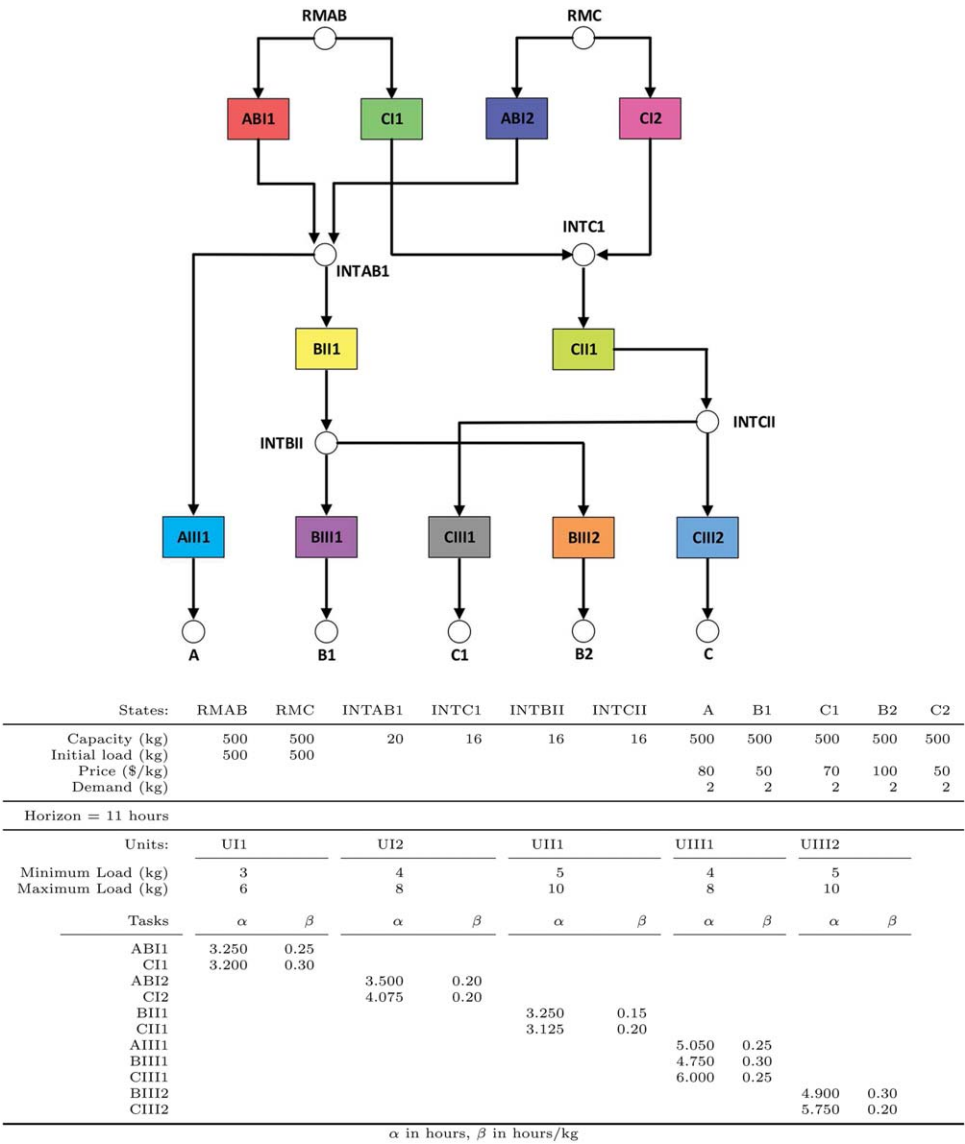 RMAB RMC
ABI1 CI1 ABI2 CI2
INTC1
INTAB1
BII1 CII1
INTCII
INTBII
AIII1 BIII1 CIII1 BIII2 CIII2
A B1 C1 B2 C
States: RMAB RMC INTAB1 INTC1 INTBII INTCII A B1 C1 B2 C2
Capacity (kg) 500 500 20 16 16 16 500 500 500 500 500
Initial load (kg) 500 500
Price ($/kg) 80 50 70 100 50
Demand (kg) 2 2 2 2 2
Horizon = 11 hours
Units: UI1 UI2 UII1 UIII1 UIII2
Minimum Load (kg) 3 4 5 4 5
Maximum Load (kg) 6 8 10 8 10
Tasks α β α β α β α β α β
ABI1 3.250 0.25
CI1 3.200 0.30
ABI2 3.500 0.20
CI2 4.075 0.20
BII1 3.250 0.15
CII1 3.125 0.20
AIII1 5.050 0.25
BIII1 4.750 0.30
CIII1 6.000 0.25
BIII2 4.900 0.30
CIII2 5.750 0.20
α in hours, β in hours/kg